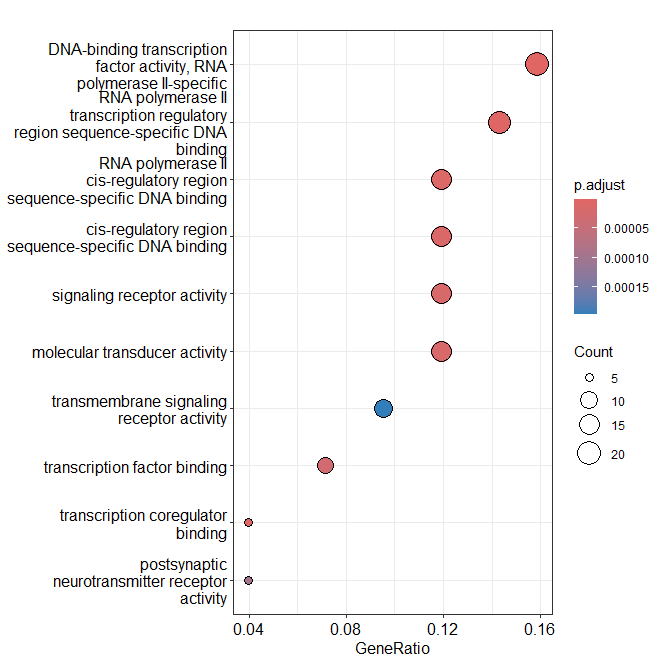 DNA-binding transcription
factor activity, RNA
polymerase II-specific
RNA polymerase II
transcription regulatory
region sequence-specific DNA
binding
RNA polymerase II
cis-regulatory region
sequence-specific DNA binding
cis-regulatory region
sequence-specific DNA binding
signaling receptor activity
molecular transducer activity
transmembrane signaling
receptor activity
transcription factor binding
transcription coregulator
binding
postsynaptic
neurotransmitter receptor
activity
0.04 0.08 0.12 0.16
GeneRatio
p.adjust
0.00005
0.00010
0.00015
Count
5
10
15
20